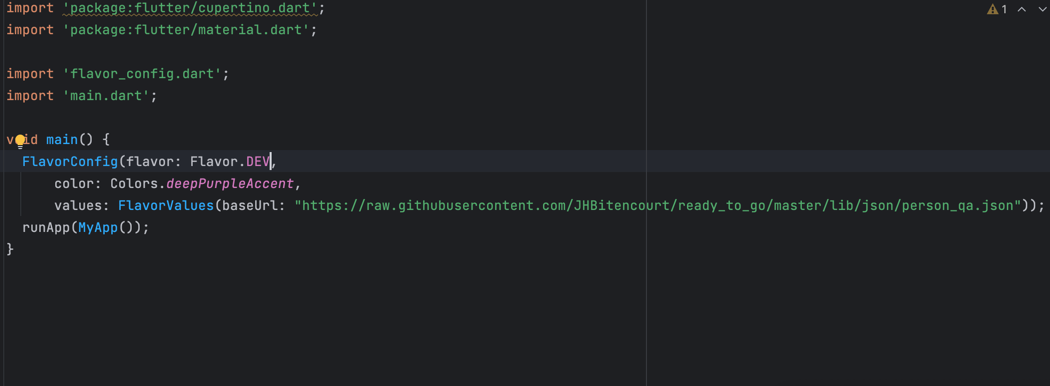 import 'package:flutter/cupertino.dart';
1
import 'package:flutter/material.dart';
import 'flavor_config.dart';
import 'main.dart';
void main() {
FlavorConfig(flavor: Flavor.DEV,
color: Colors.deepPurpleAccent,
values: FlavorValues(baseUrl: "https://raw.githubusercontent.com/JHBitencourt/ready_to_go/master/lib/json/person_qa.json"));
runApp(MyApp());
}